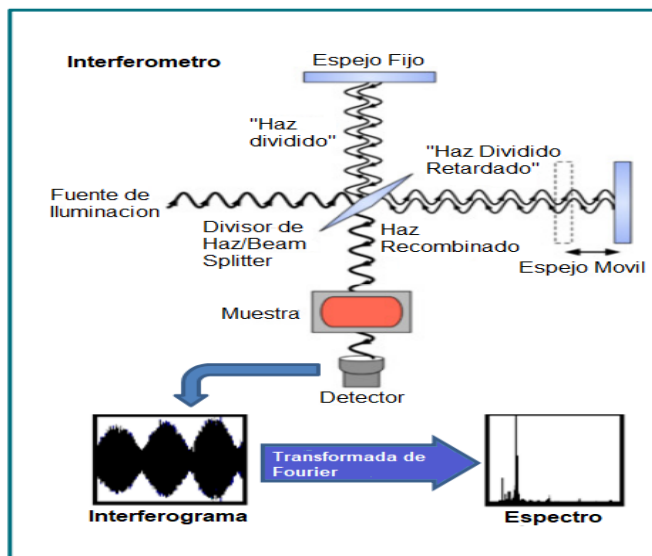 Interferometro
Espejo Fijo
"Haz
dividido"
"Haz Dividido
Retardado"
Fuente de
Iluminacion
Divisor de
Haz/Beam
Splitter
Haz
Recombinado
Espejo Movil
Muestra
Detector
Transformada de
Fourier
Interferograma
Espectro